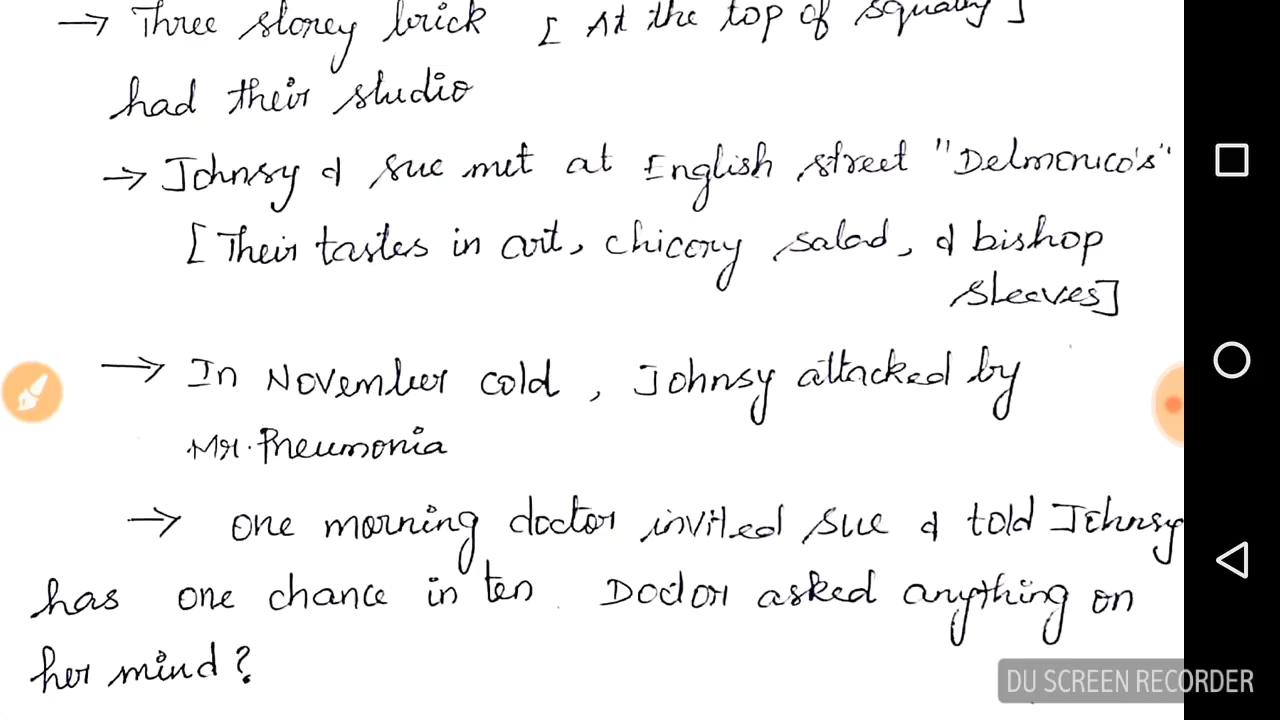 → Three storey brick [ At the top of squatty ]
had their studio
→ Johnsy & sue met at English street "Delmonico's"
[ Their tastes in art, chicory salad, & bishop
sleeves]
→ In November cold, Johnsy attacked by
Mr. Pneumonia
→ one morning doctor invited sue & told Johnsy
has one chance in ten. Doctor asked anything on
her mind?
DU SCREEN RECORDER